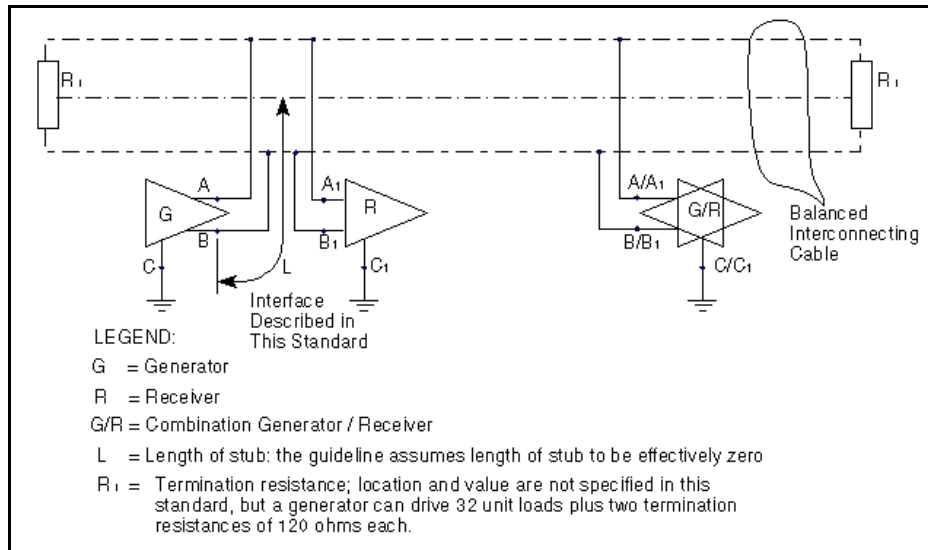 R₁
R₁
A
A₁
A/A₁
G
R
G/R
B
B₁
B/B₁
Balanced
Interconnecting
Cable
C
L
C₁
C/C₁
Interface
Described in
This Standard
LEGEND:
G = Generator
R = Receiver
G/R = Combination Generator / Receiver
L = Length of stub: the guideline assumes length of stub to be effectively zero
R₁ = Termination resistance; location and value are not specified in this
standard, but a generator can drive 32 unit loads plus two termination
resistances of 120 ohms each.